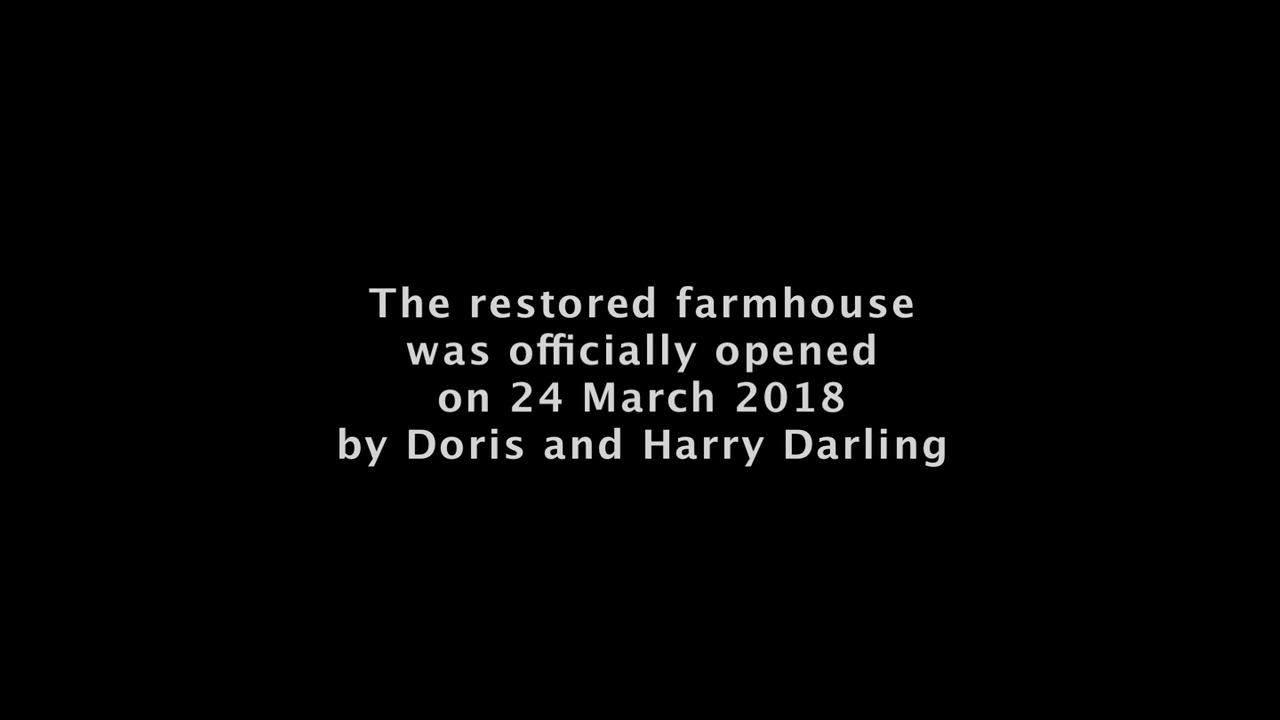 The restored farmhouse
was officially opened
on 24 March 2018
by Doris and Harry Darling